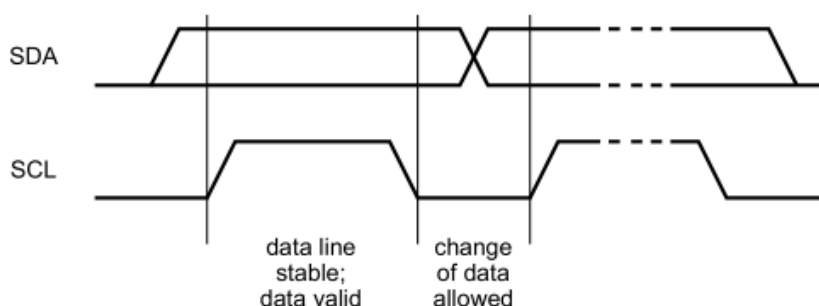 SDA
SCL
data line
stable;
data valid
change
of data
allowed